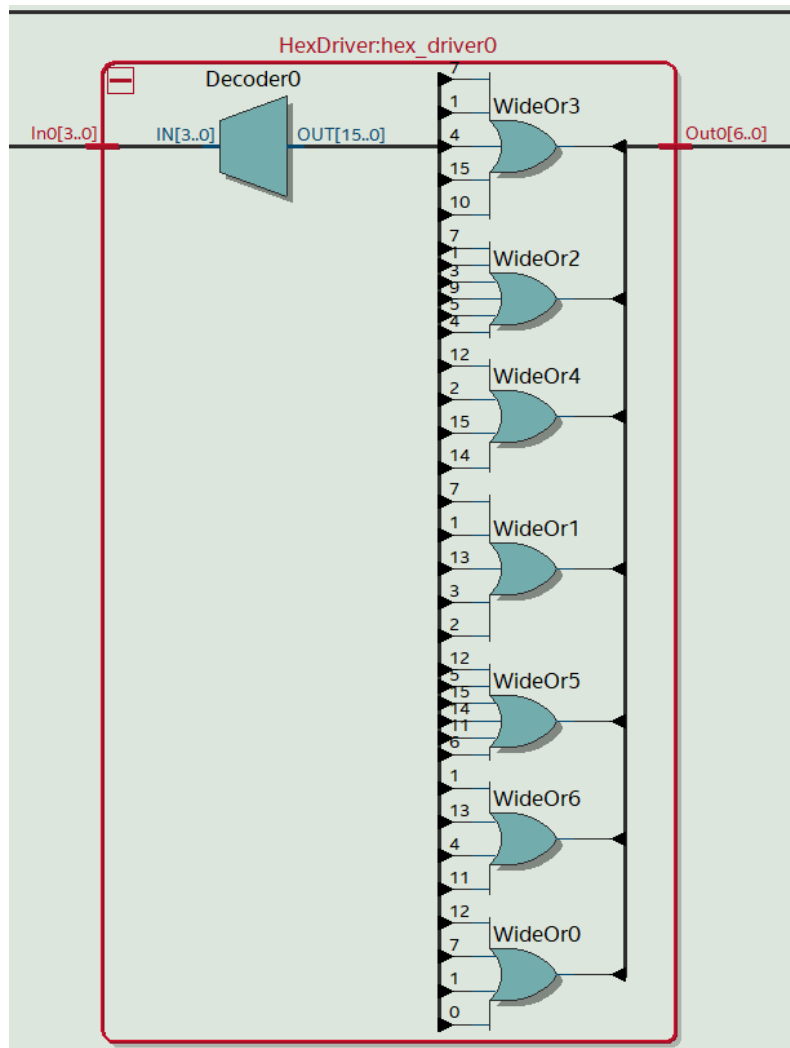 HexDriver:hex_driver0
Decoder0
In0[3..0]
IN[3..0]
OUT[15..0]
Out0[6..0]
7
1
4
15
10
WideOr3
7
1
3
9
5
4
WideOr2
12
2
15
14
WideOr4
7
1
13
3
2
WideOr1
12
5
15
14
11
6
WideOr5
1
13
4
11
WideOr6
12
7
1
0
WideOr0